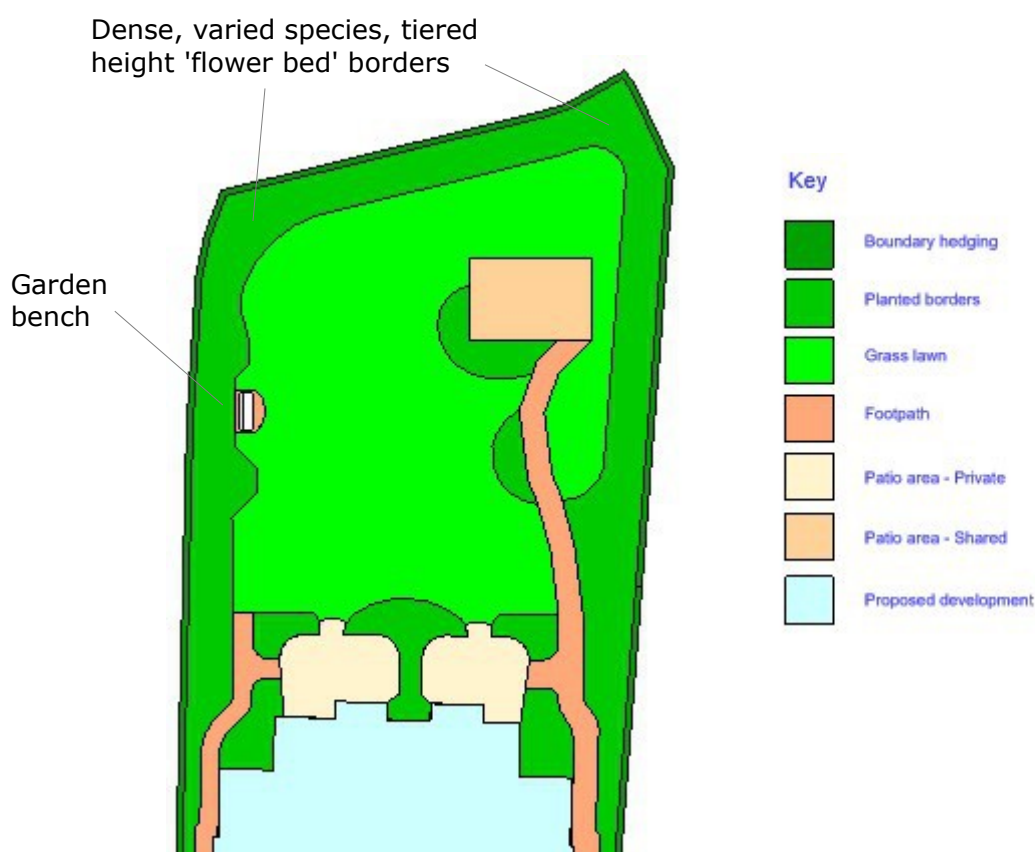 Dense, varied species, tiered
height 'flower bed' borders
Garden
bench
Key
Boundary hedging
Planted borders
Grass lawn
Footpath
Patio area - Private
Patio area - Shared
Proposed development